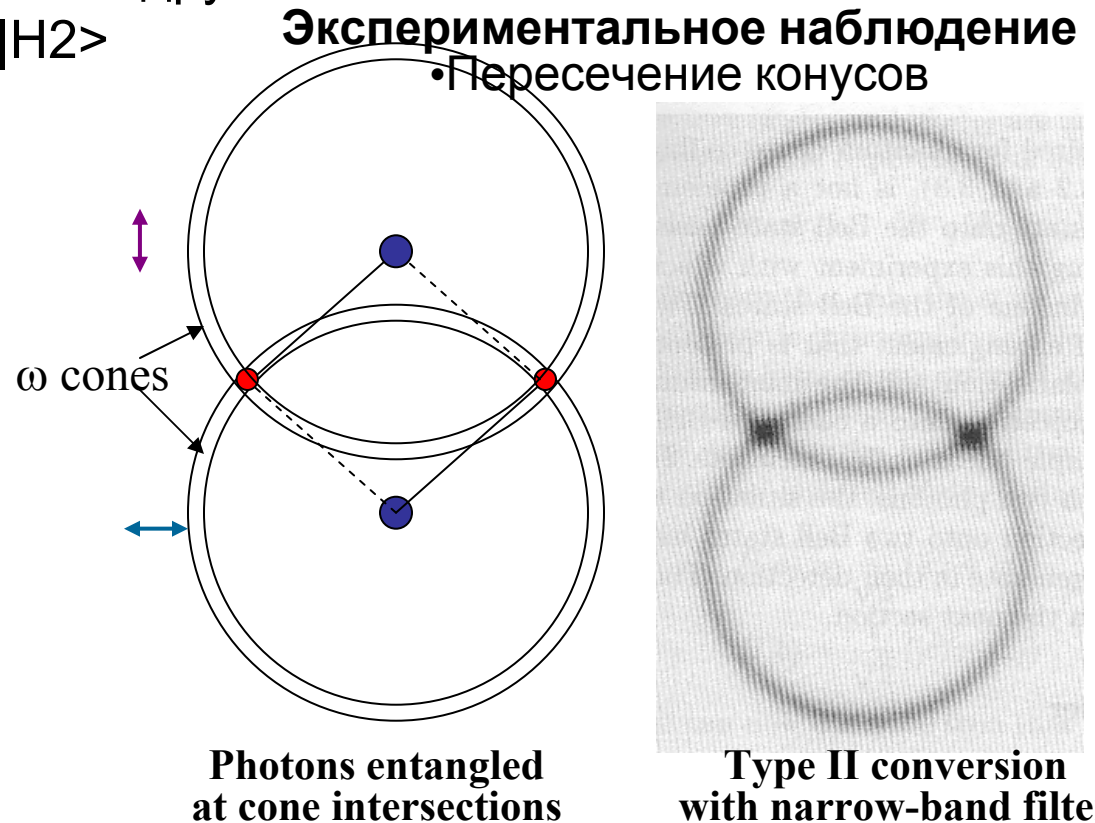 |H2>
Экспериментальное наблюдение
•Пересечение конусов
ω cones
Photons entangled
at cone intersections
Type II conversion
with narrow-band filte